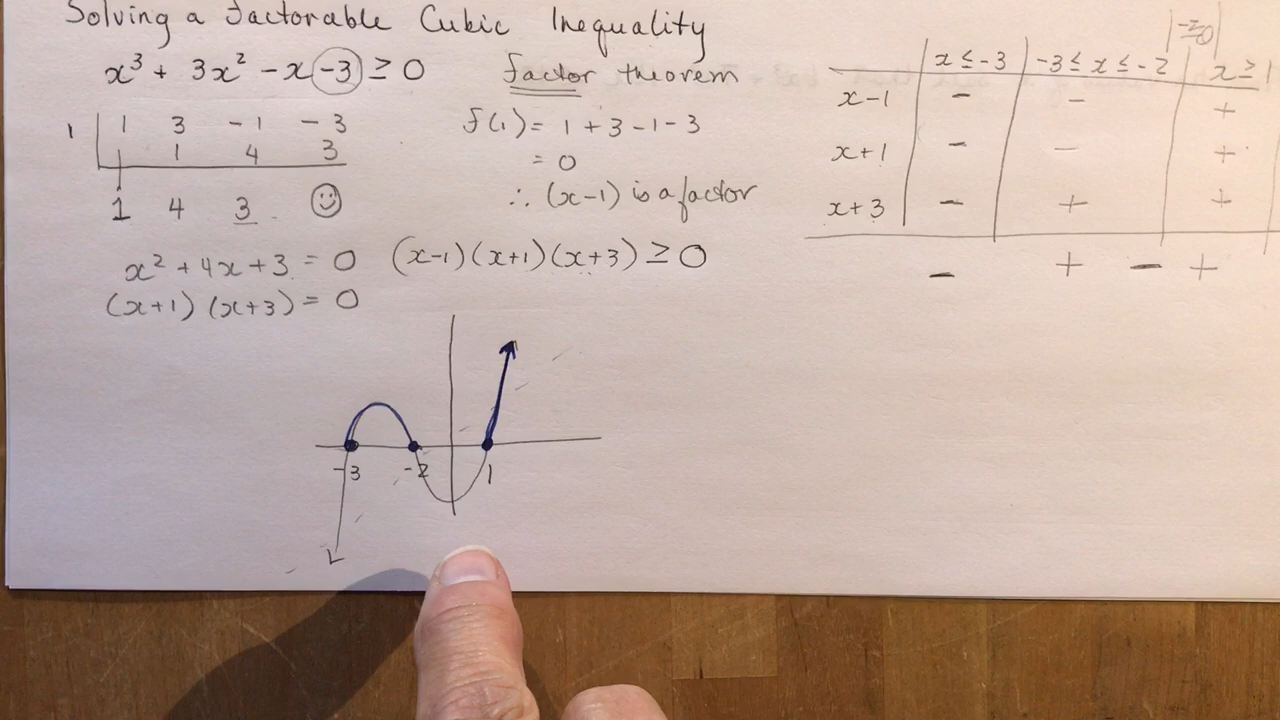 Solving a Factorable Cubic Inequality
x³ + 3x² - x - 3 ≥ 0
1 | 1 3 -1 -3
1 4 3
1 4 3
x² + 4x + 3 = 0
(x+1) (x+3) = 0
factor theorem
f(1) = 1 + 3 - 1 - 3
= 0
∴ (x-1) is a factor
(x-1)(x+1)(x+3) ≥ 0
x ≤ -3 -3 ≤ x ≤ -2 x ≥ 1
x-1 - - +
x+1 - - +
x+3 - + +
- + - +
-3 -2 1